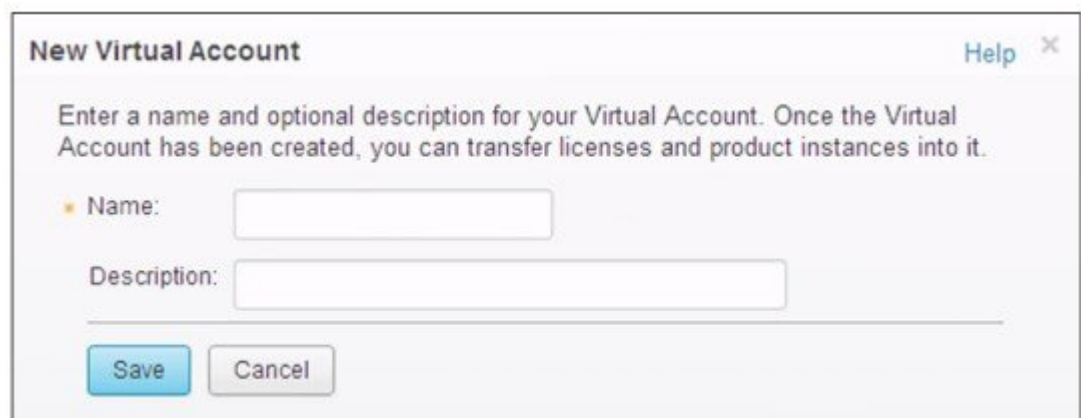 New Virtual Account
Help ×
Enter a name and optional description for your Virtual Account. Once the Virtual
Account has been created, you can transfer licenses and product instances into it.
Name:
Description:
Save Cancel